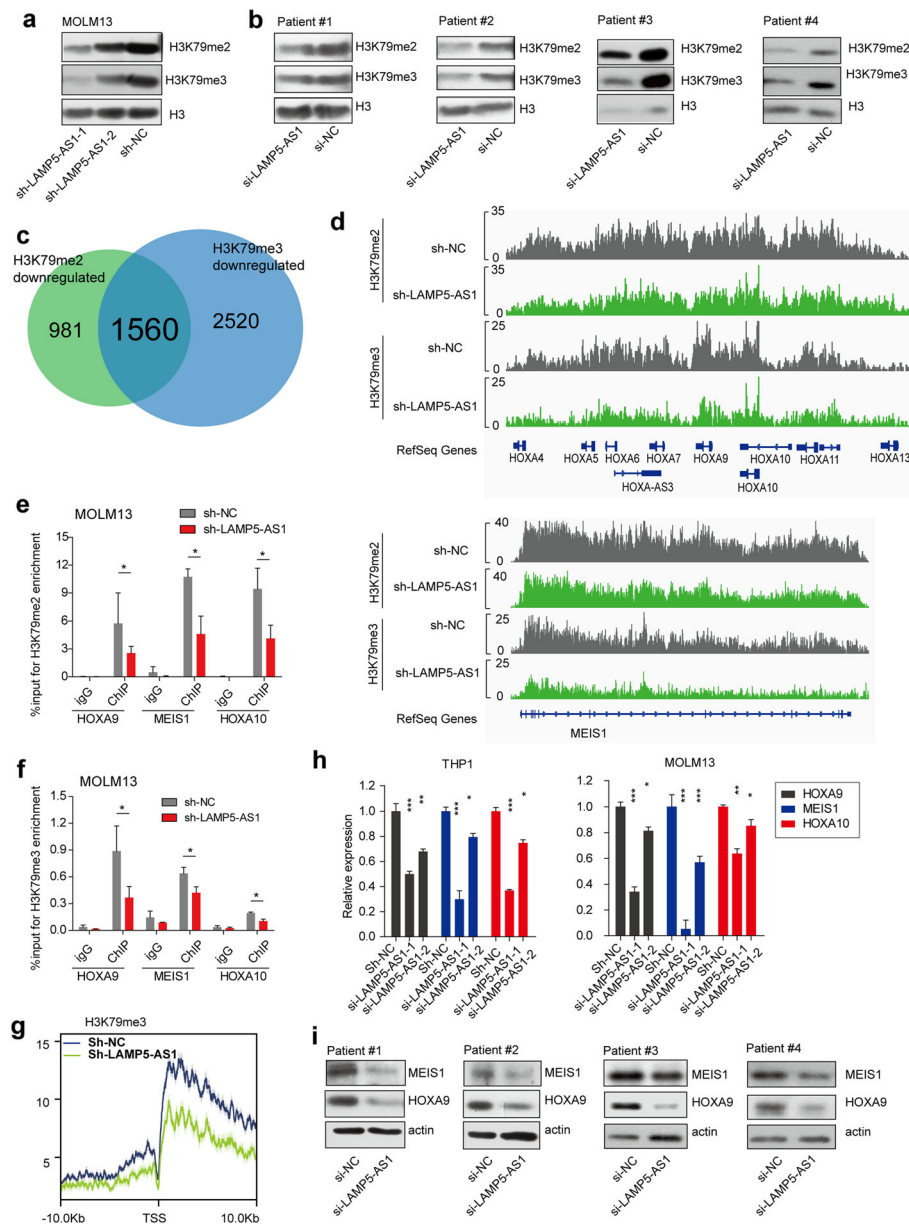 a
MOLM13
H3K79me2
H3K79me3
H3
sh-LAMP5-AS1-1
sh-LAMP5-AS1-2
sh-NC
b
Patient #1
H3K79me2
H3K79me3
H3
si-LAMP5-AS1
si-NC
Patient #2
H3K79me2
H3K79me3
H3
si-LAMP5-AS1
si-NC
Patient #3
H3K79me2
H3K79me3
H3
si-LAMP5-AS1
si-NC
Patient #4
H3K79me2
H3K79me3
H3
si-LAMP5-AS1
si-NC
c
H3K79me2
downregulated
H3K79me3
downregulated
981
1560
2520
d
H3K79me2
sh-NC
35
0
sh-LAMP5-AS1
35
0
H3K79me3
sh-NC
25
0
sh-LAMP5-AS1
25
0
RefSeq Genes
HOXA4
HOXA5
HOXA6
HOXA7
HOXA9
HOXA10
HOXA11
HOXA13
HOXA-AS3
HOXA10
H3K79me2
sh-NC
40
0
sh-LAMP5-AS1
40
0
H3K79me3
sh-NC
25
0
sh-LAMP5-AS1
25
0
RefSeq Genes
MEIS1
e
MOLM13
sh-NC
sh-LAMP5-AS1
%input for H3K79me2 enrichment
15
12
9
6
3
0
* * *
IgG ChIP IgG ChIP IgG ChIP
HOXA9 MEIS1 HOXA10
f
MOLM13
sh-NC
sh-LAMP5-AS1
%input for H3K79me3 enrichment
1.5
1.2
0.9
0.6
0.3
0.0
* * *
IgG ChIP IgG ChIP IgG ChIP
HOXA9 MEIS1 HOXA10
g
H3K79me3
Sh-NC
Sh-LAMP5-AS1
15
10
5
-10.0Kb TSS 10.0Kb
h
THP1
Relative expression
1.2
1.0
0.8
0.6
0.4
0.2
0.0
*** ** *** * *** *
Sh-NC
si-LAMP5-AS1-1
si-LAMP5-AS1-2
Sh-NC
si-LAMP5-AS1-1
si-LAMP5-AS1-2
Sh-NC
si-LAMP5-AS1-1
si-LAMP5-AS1-2
MOLM13
1.2
1.0
0.8
0.6
0.4
0.2
0.0
*** * *** *** ** *
Sh-NC
si-LAMP5-AS1-1
si-LAMP5-AS1-2
Sh-NC
si-LAMP5-AS1-1
si-LAMP5-AS1-2
Sh-NC
si-LAMP5-AS1-1
si-LAMP5-AS1-2
HOXA9
MEIS1
HOXA10
i
Patient #1
MEIS1
HOXA9
actin
si-NC
si-LAMP5-AS1
Patient #2
MEIS1
HOXA9
actin
si-NC
si-LAMP5-AS1
Patient #3
MEIS1
HOXA9
actin
si-NC
si-LAMP5-AS1
Patient #4
MEIS1
HOXA9
actin
si-NC
si-LAMP5-AS1